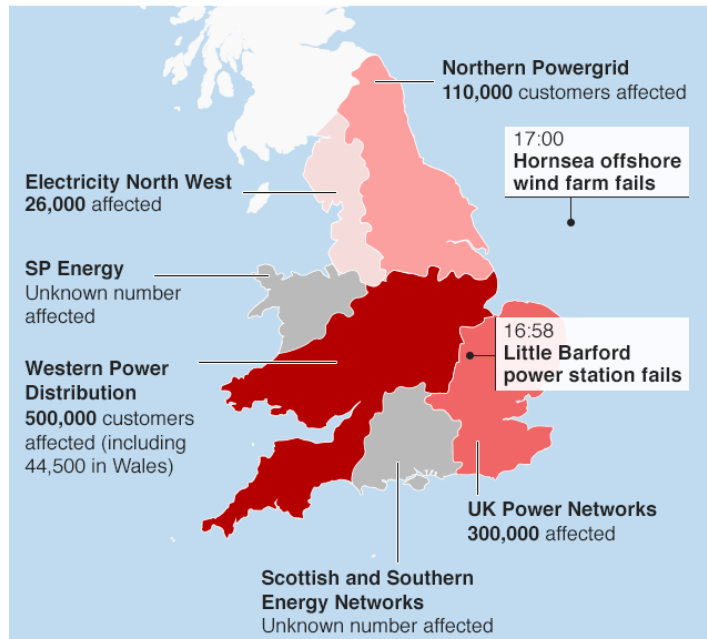 Northern Powergrid
110,000 customers affected
17:00
Hornsea offshore
wind farm fails
Electricity North West
26,000 affected
SP Energy
Unknown number
affected
16:58
Little Barford
power station fails
Western Power
Distribution
500,000 customers
affected (including
44,500 in Wales)
UK Power Networks
300,000 affected
Scottish and Southern
Energy Networks
Unknown number affected